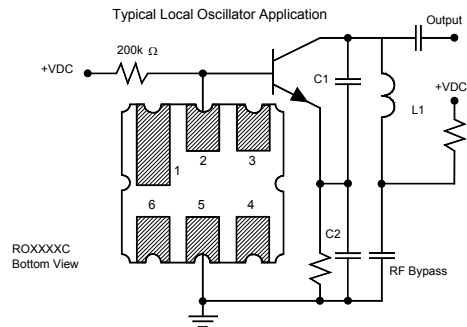 Typical Local Oscillator Application
Output
200k Ω
+VDC
C1
+VDC
L1
1
2
3
6
5
4
C2
ROXXXXC
Bottom View
RF Bypass